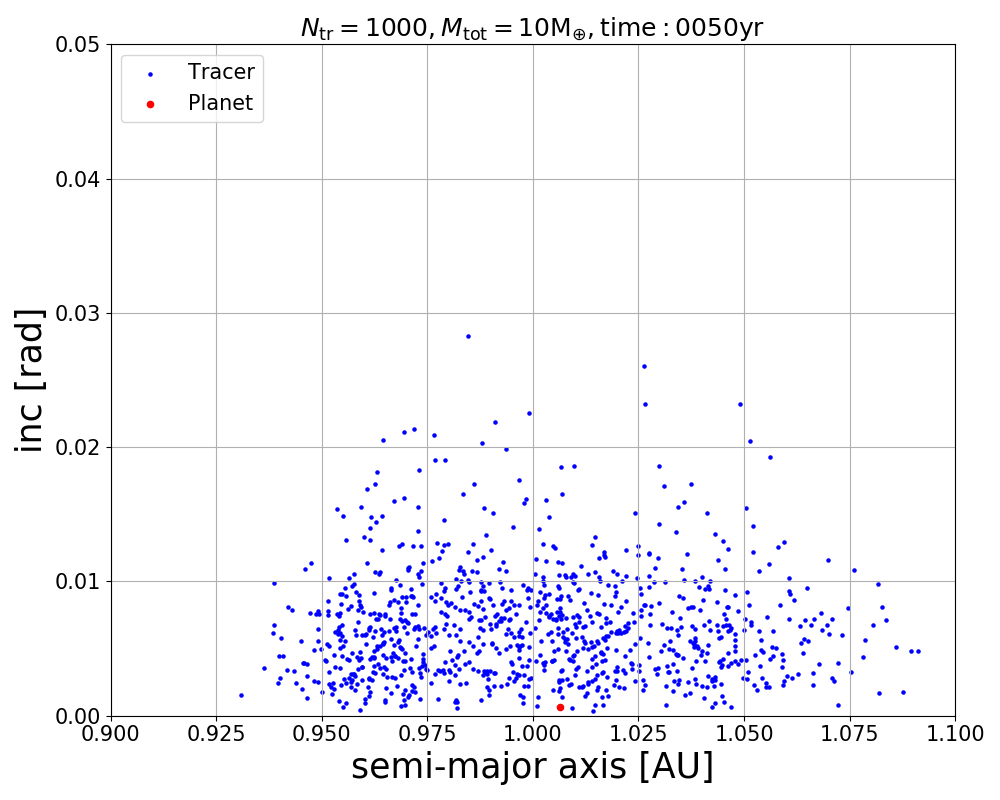 N_tr = 1000, M_tot = 10M_⊕, time : 0050yr
Tracer
Planet
inc [rad]
0.05
0.04
0.03
0.02
0.01
0.00
0.900 0.925 0.950 0.975 1.000 1.025 1.050 1.075 1.100
semi-major axis [AU]